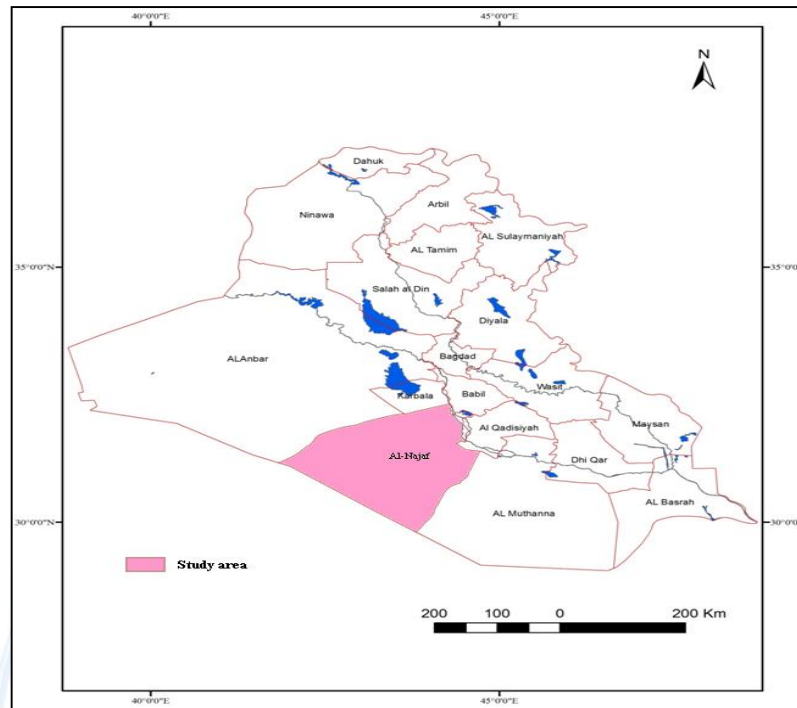 40°0'0"E 45°0'0"E
N
Dahuk
Arbil
Ninawa
AL Sulaymaniyah
AL Tamim
35°0'0"N 35°0'0"N
Salah al Din
Diyala
Bagdad
ALAnbar
Wasit
Karbala
Babil
Maysan
Al Qadisiyah
Al-Najaf
Dhi Qar
AL Basrah
AL Muthanna
30°0'0"N 30°0'0"N
Study area
200 100 0 200 Km
40°0'0"E 45°0'0"E